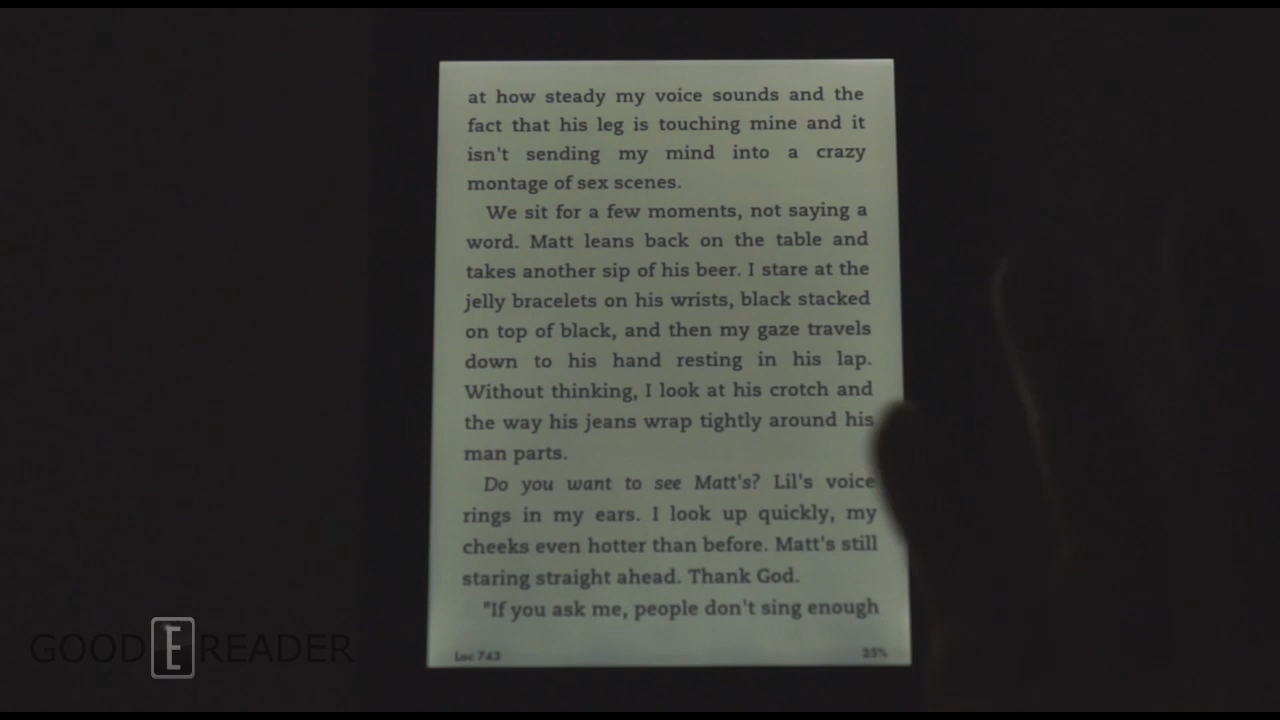 at how steady my voice sounds and the
fact that his leg is touching mine and it
isn't sending my mind into a crazy
montage of sex scenes.
We sit for a few moments, not saying a
word. Matt leans back on the table and
takes another sip of his beer. I stare at the
jelly bracelets on his wrists, black stacked
on top of black, and then my gaze travels
down to his hand resting in his lap.
Without thinking, I look at his crotch and
the way his jeans wrap tightly around his
man parts.
Do you want to see Matt's? Lil's voice
rings in my ears. I look up quickly, my
cheeks even hotter than before. Matt's still
staring straight ahead. Thank God.
"If you ask me, people don't sing enough
Loc 743 35%
GOOD E READER